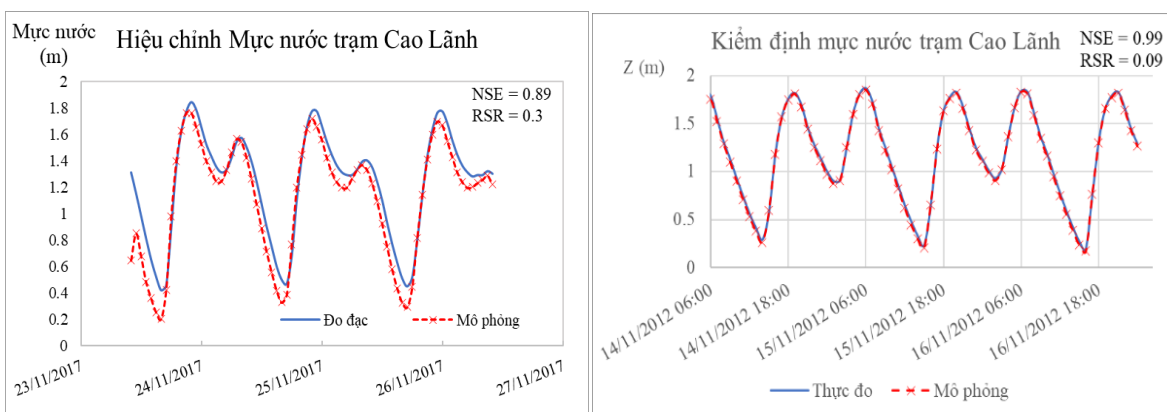 Mực nước
(m)
Hiệu chỉnh Mực nước trạm Cao Lãnh
NSE = 0.89
RSR = 0.3
2
1.8
1.6
1.4
1.2
1
0.8
0.6
0.4
0.2
0
Đo đạc
Mô phỏng
23/11/2017
24/11/2017
25/11/2017
26/11/2017
27/11/2017
Kiểm định mực nước trạm Cao Lãnh
NSE = 0.99
RSR = 0.09
Z (m)
2
1.5
1
0.5
0
14/11/2012 06:00
14/11/2012 18:00
15/11/2012 06:00
15/11/2012 18:00
16/11/2012 06:00
16/11/2012 18:00
Thực đo
Mô phỏng